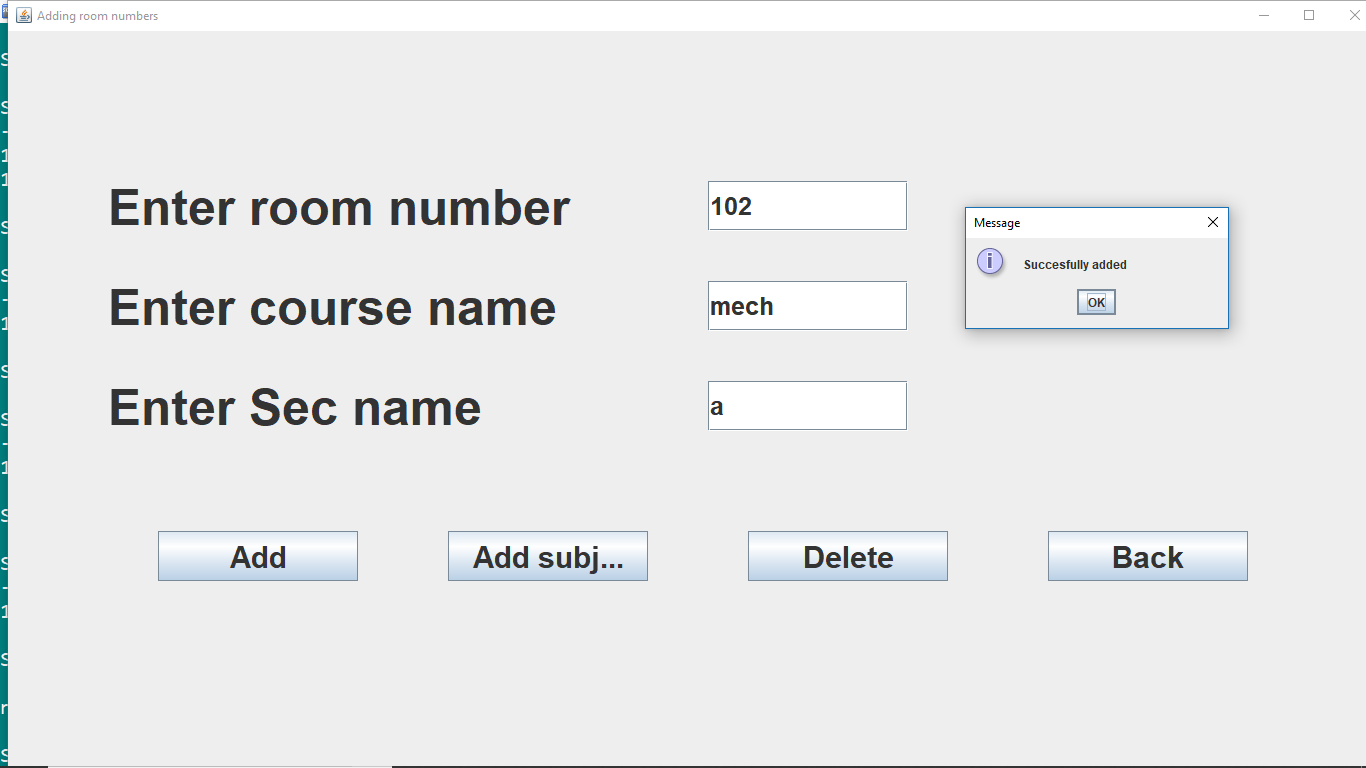 Adding room numbers
Enter room number
102
Message
Succesfully added
OK
Enter course name
mech
Enter Sec name
a
Add
Add subj...
Delete
Back